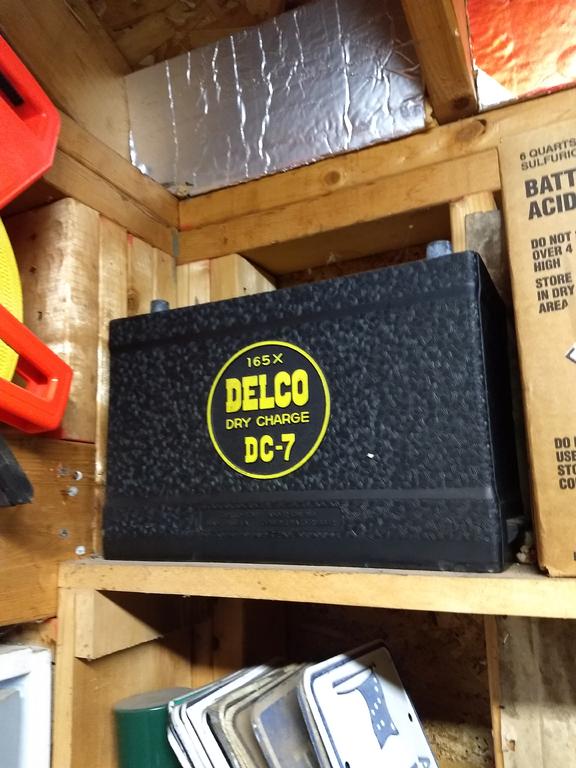 165X
DELCO
DRY CHARGE
DC-7
6 QUARTS
SULFURIC
BATT
ACID
DO NOT
OVER 4
HIGH
STORE
IN DRY
AREA
DO
USE
STO
CO